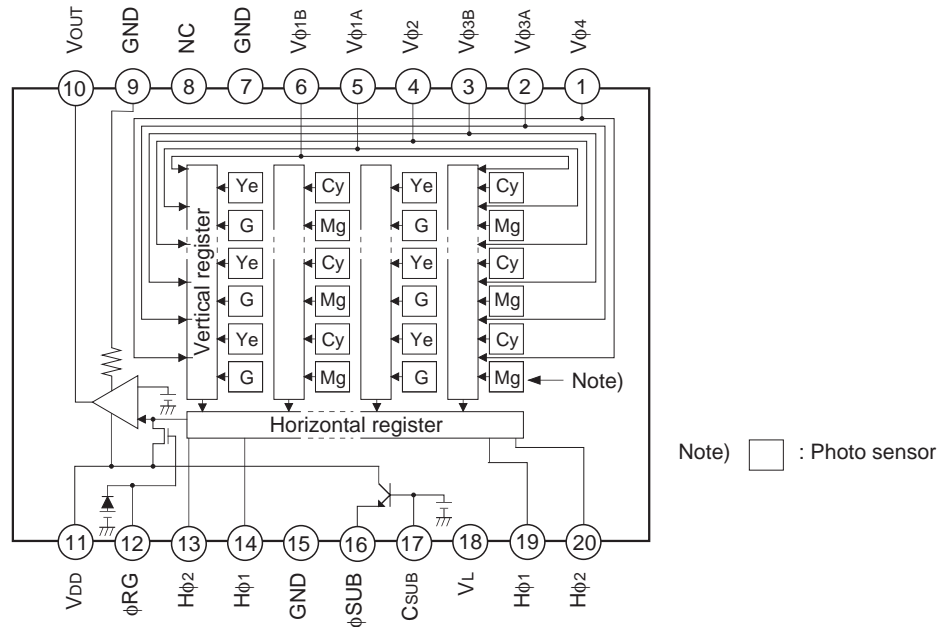 VOUT GND NC GND Vϕ1B Vϕ1A Vϕ2 Vϕ3B Vϕ3A Vϕ4
10 9 8 7 6 5 4 3 2 1
Vertical register
Ye Cy Ye Cy
G Mg G Mg
Ye Cy Ye Cy
G Mg G Mg
Ye Cy Ye Cy
G Mg G Mg Note)
Horizontal register
Note) : Photo sensor
11 12 13 14 15 16 17 18 19 20
VDD ϕRG Hϕ2 Hϕ1 GND ϕSUB CSUB VL Hϕ1 Hϕ2